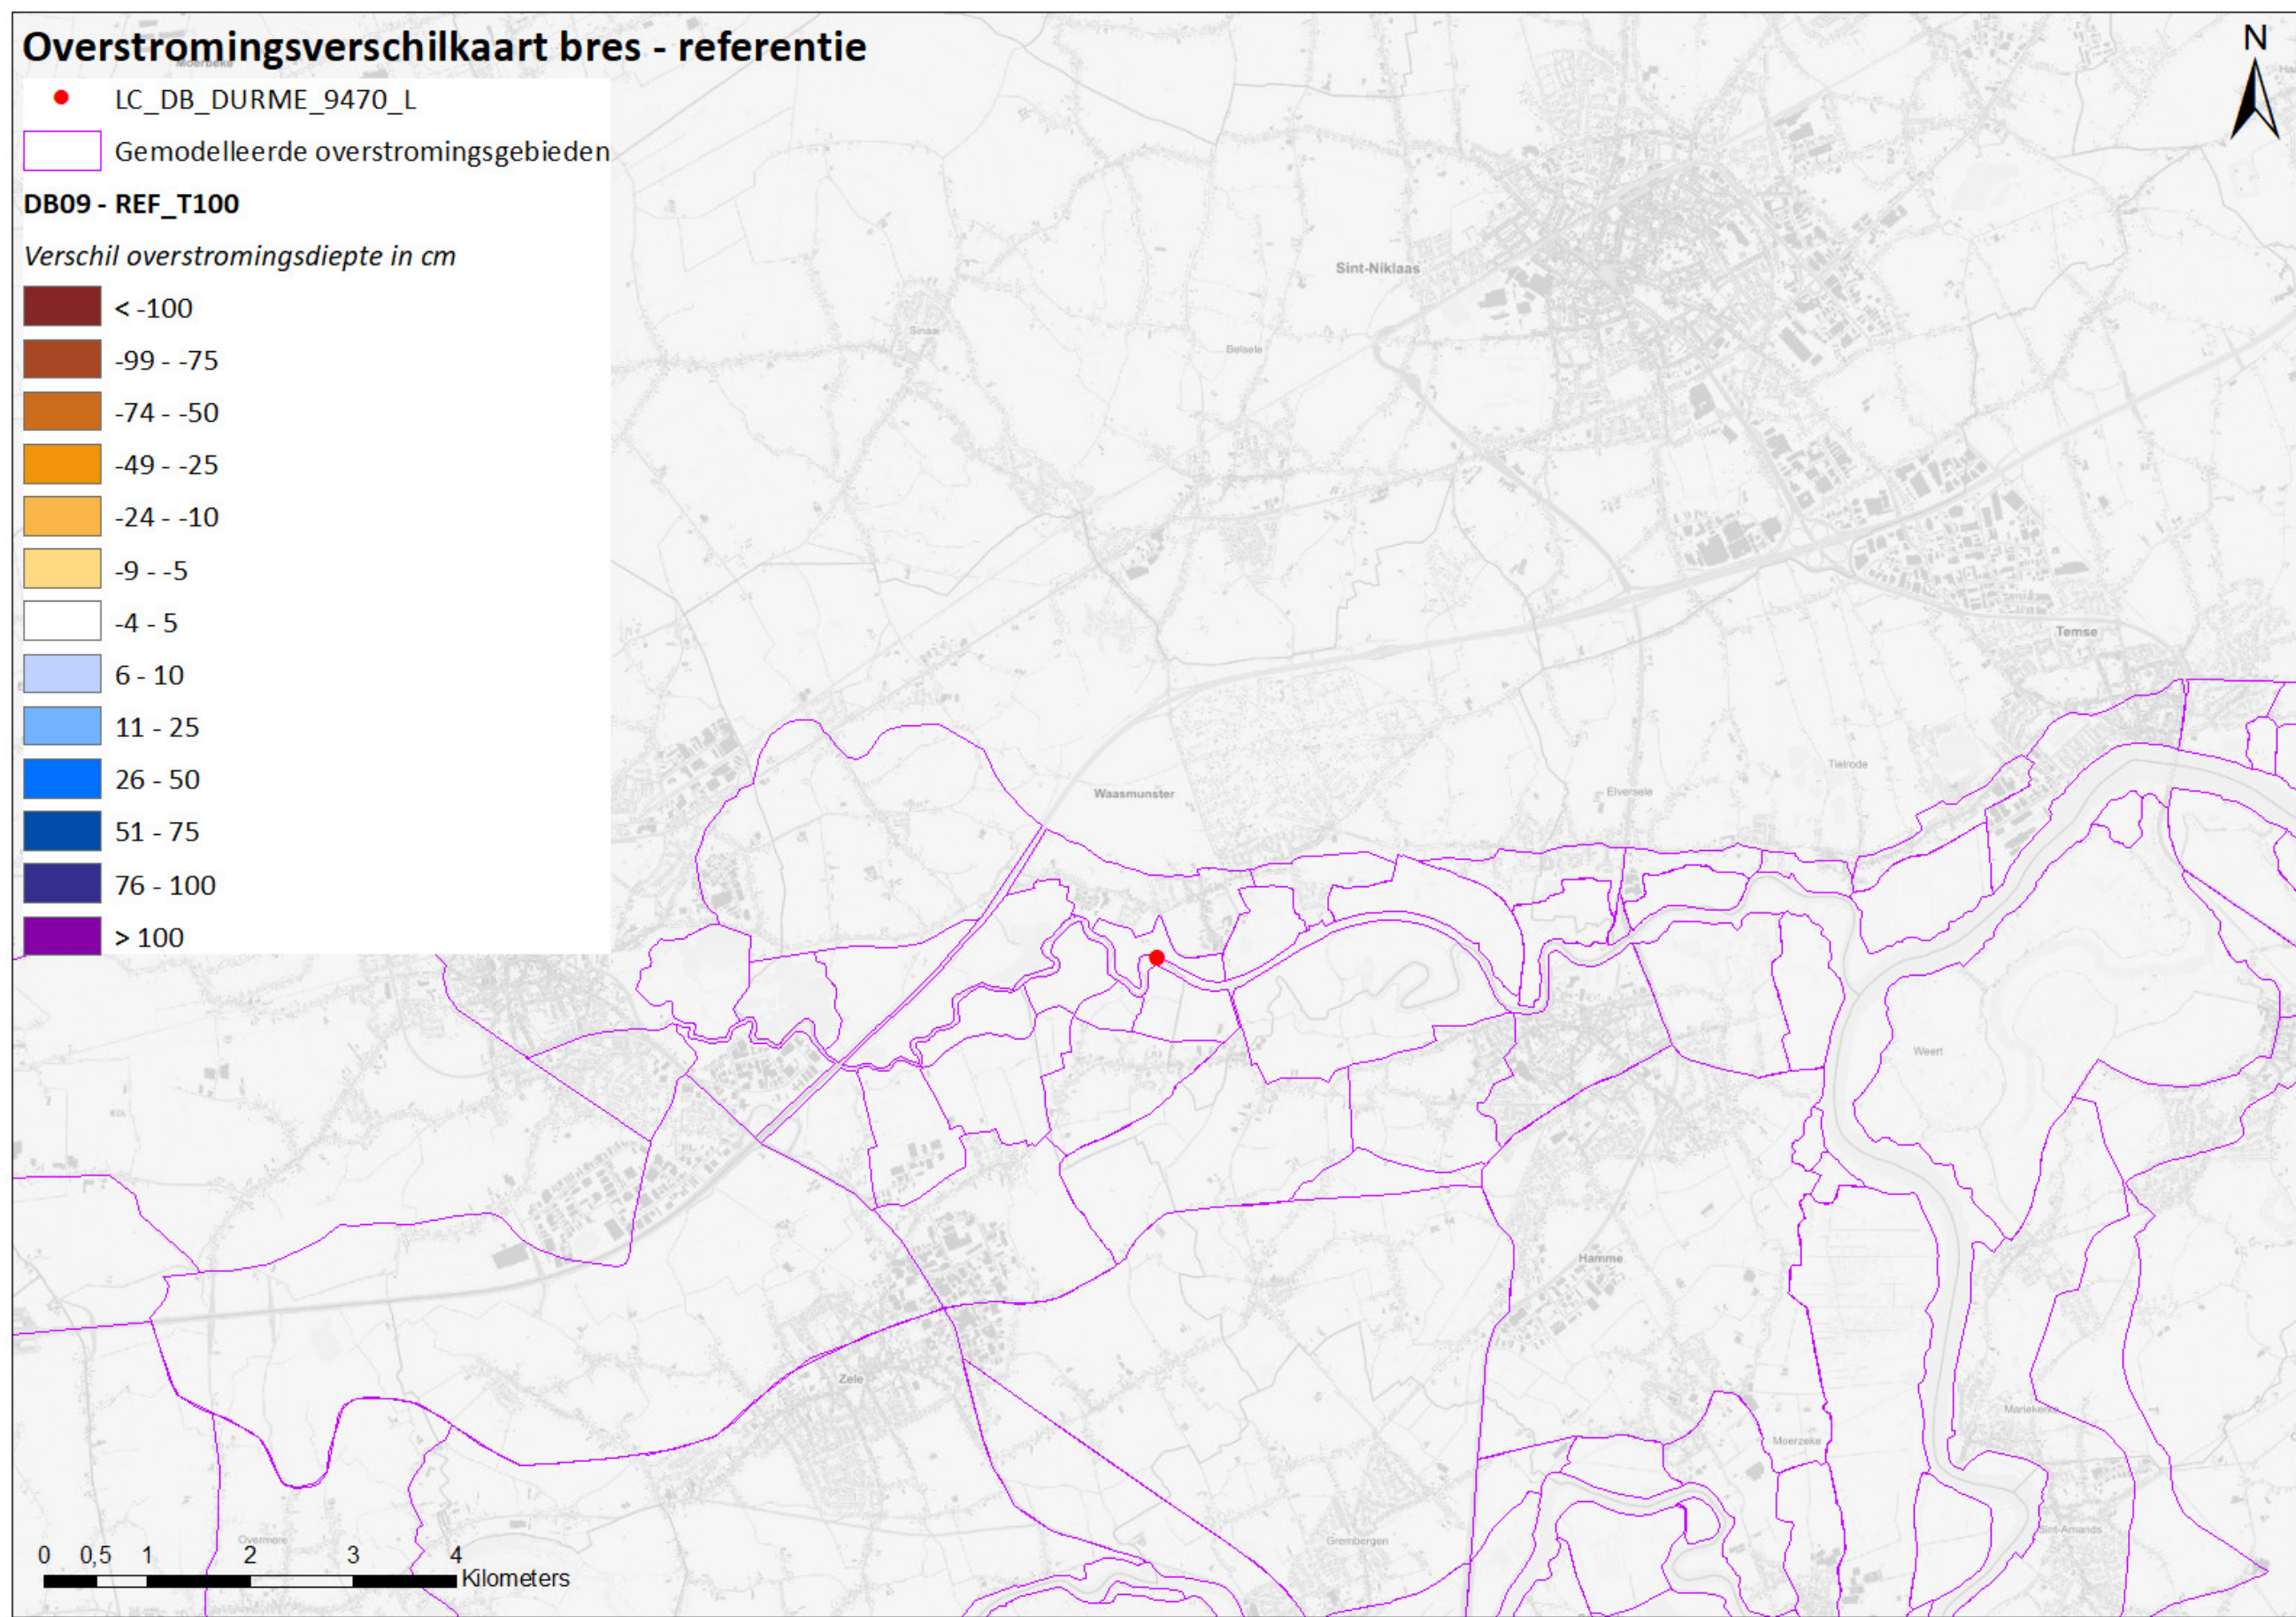 Overstromingsverschilkaart bres - referentie
N
Moerbeke
LC_DB_DURME_9470_L
Gemodelleerde overstromingsgebieden
DB09 - REF_T100
Verschil overstromingsdiepte in cm
< -100
-99 - -75
-74 - -50
-49 - -25
-24 - -10
-9 - -5
-4 - 5
6 - 10
11 - 25
26 - 50
51 - 75
76 - 100
> 100
Sint-Niklaas
Sinaai
Belsele
Temse
Tielrode
Waasmunster
Elversele
Weert
Hamme
Zele
Mariekerke
Moerzeke
Overmere
Grembergen
Sint-Amands
0 0,5 1 2 3 4
Kilometers